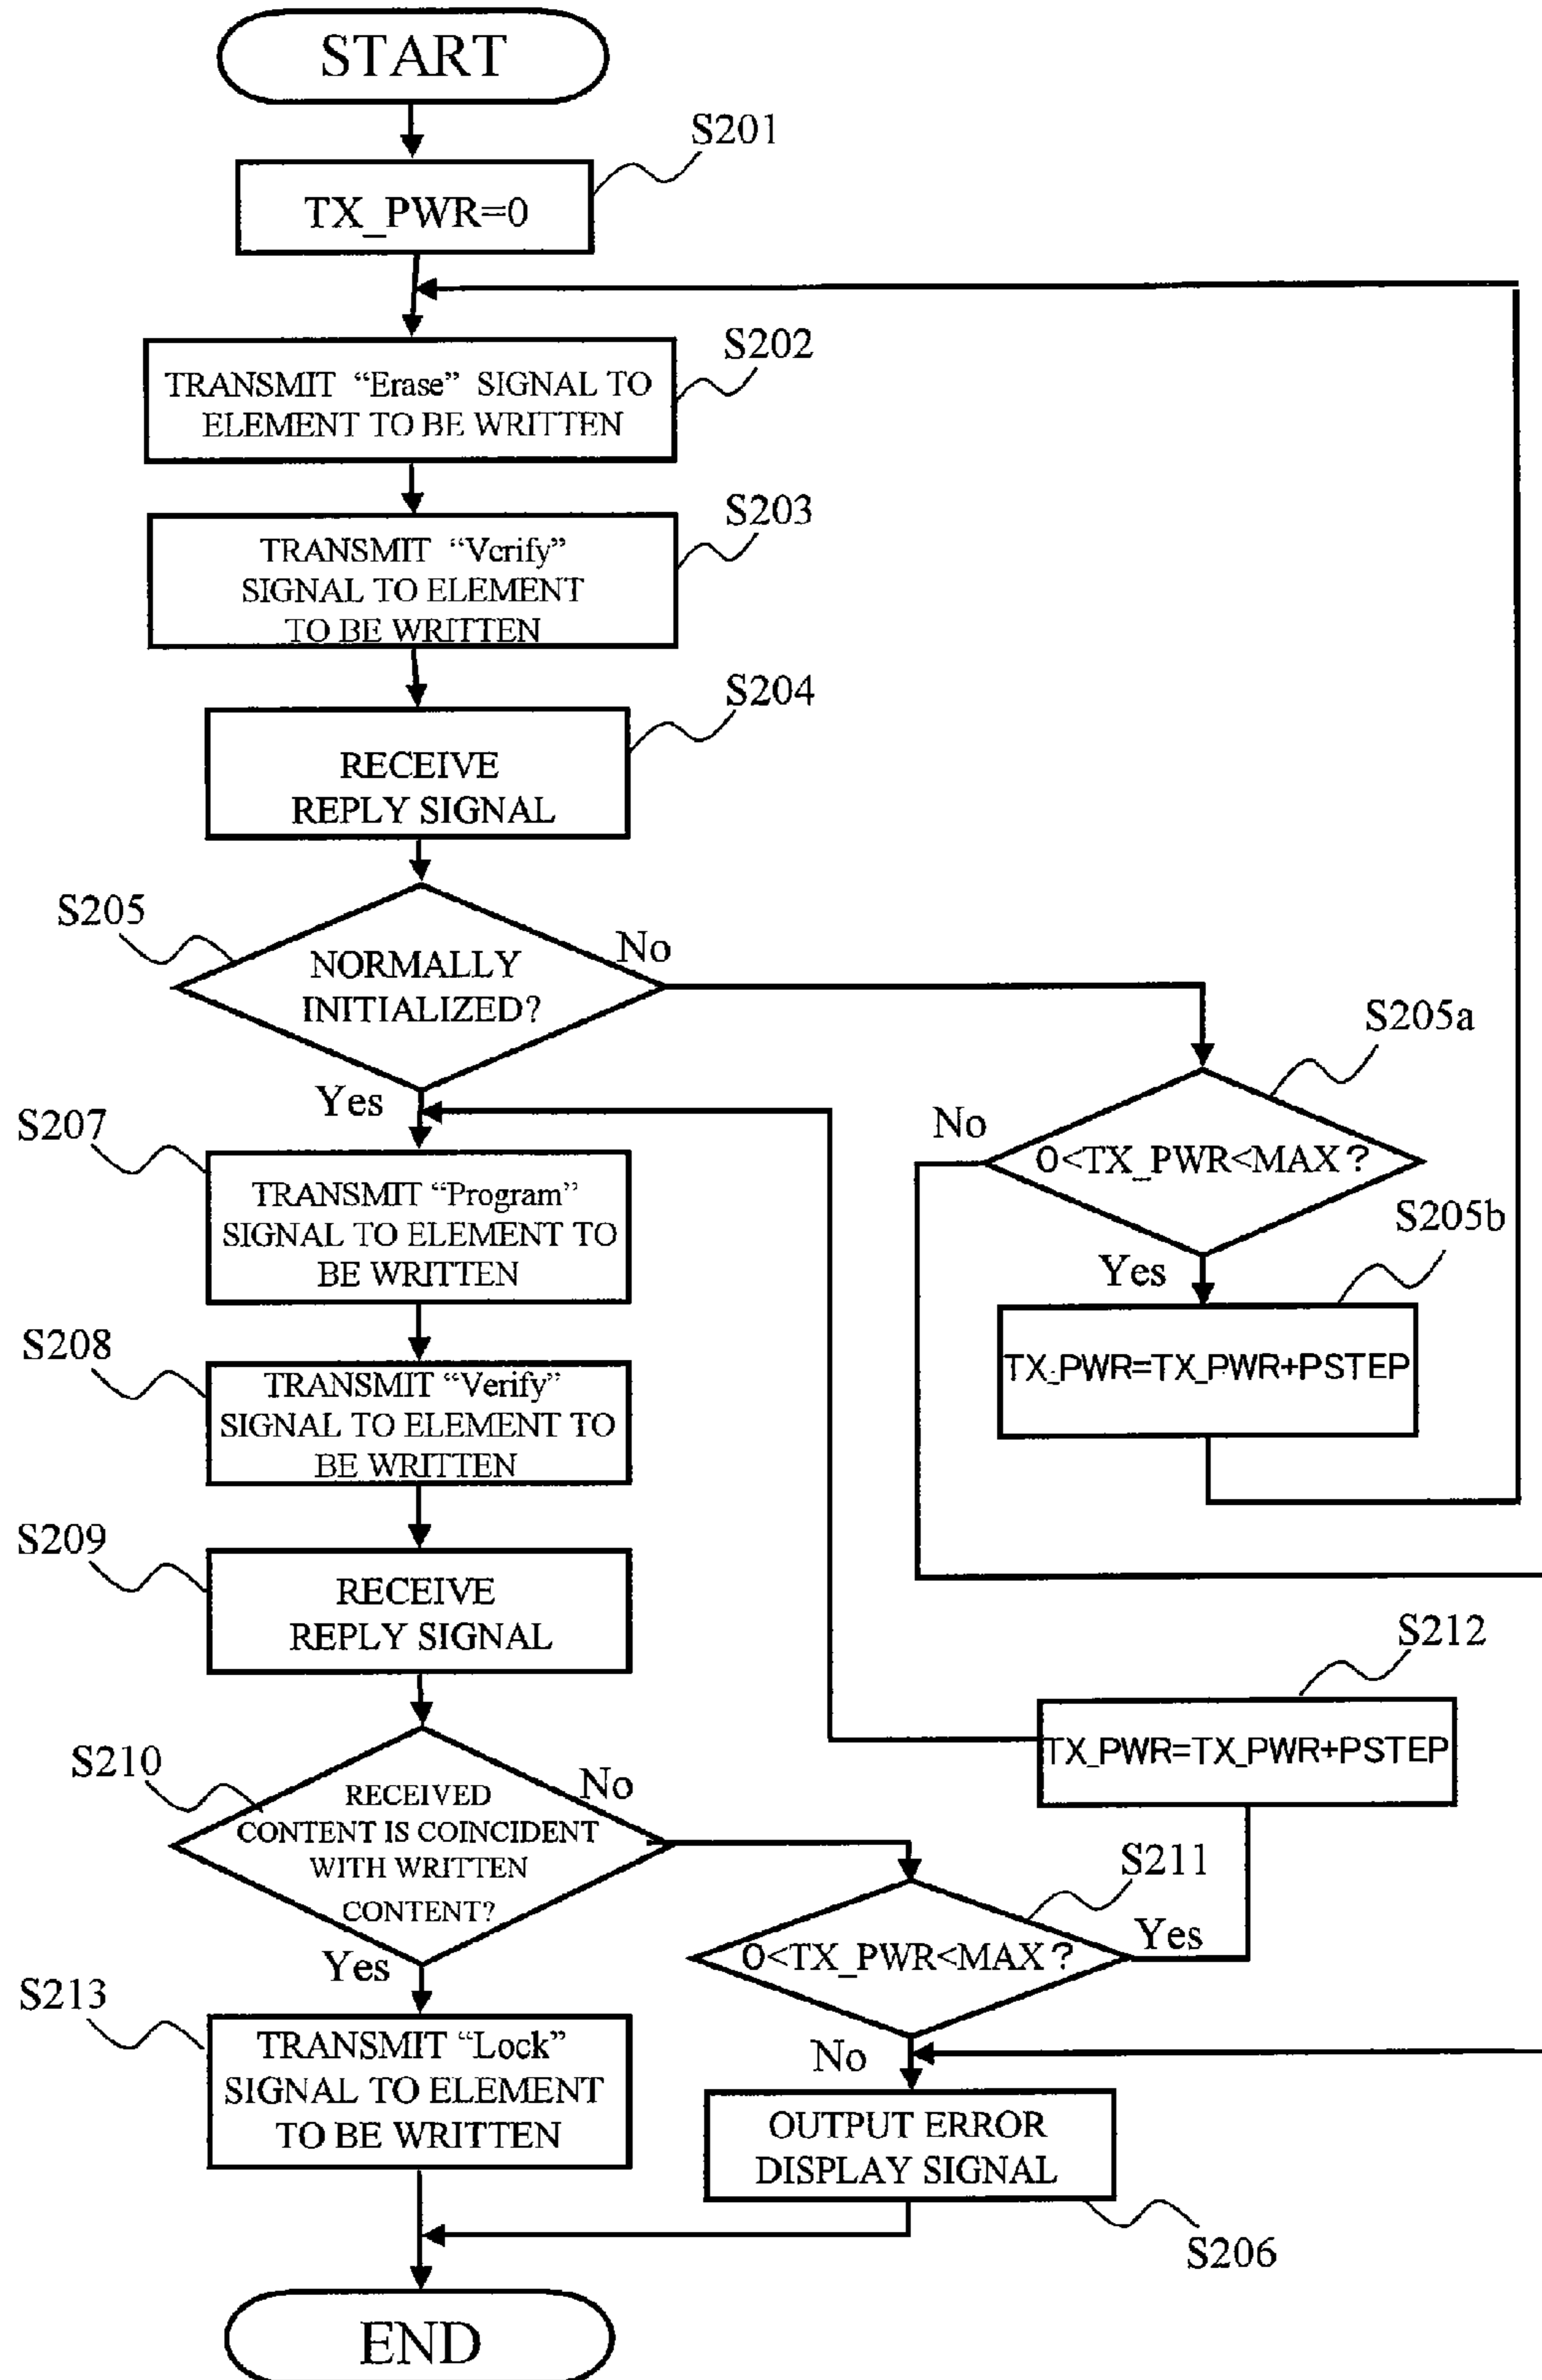 START
S201
TX_PWR=0
S202
TRANSMIT “Erase” SIGNAL TO
ELEMENT TO BE WRITTEN
S203
TRANSMIT “Verify”
SIGNAL TO ELEMENT
TO BE WRITTEN
S204
RECEIVE
REPLY SIGNAL
S205
NORMALLY
INITIALIZED?
No
Yes
S205a
0<TX_PWR<MAX?
No
Yes
S205b
TX_PWR=TX_PWR+PSTEP
S207
TRANSMIT “Program”
SIGNAL TO ELEMENT TO
BE WRITTEN
S208
TRANSMIT “Verify”
SIGNAL TO ELEMENT TO
BE WRITTEN
S209
RECEIVE
REPLY SIGNAL
S212
TX_PWR=TX_PWR+PSTEP
S210
RECEIVED
CONTENT IS COINCIDENT
WITH WRITTEN
CONTENT?
No
Yes
S211
0<TX_PWR<MAX?
Yes
No
S213
TRANSMIT “Lock”
SIGNAL TO ELEMENT
TO BE WRITTEN
OUTPUT ERROR
DISPLAY SIGNAL
S206
END